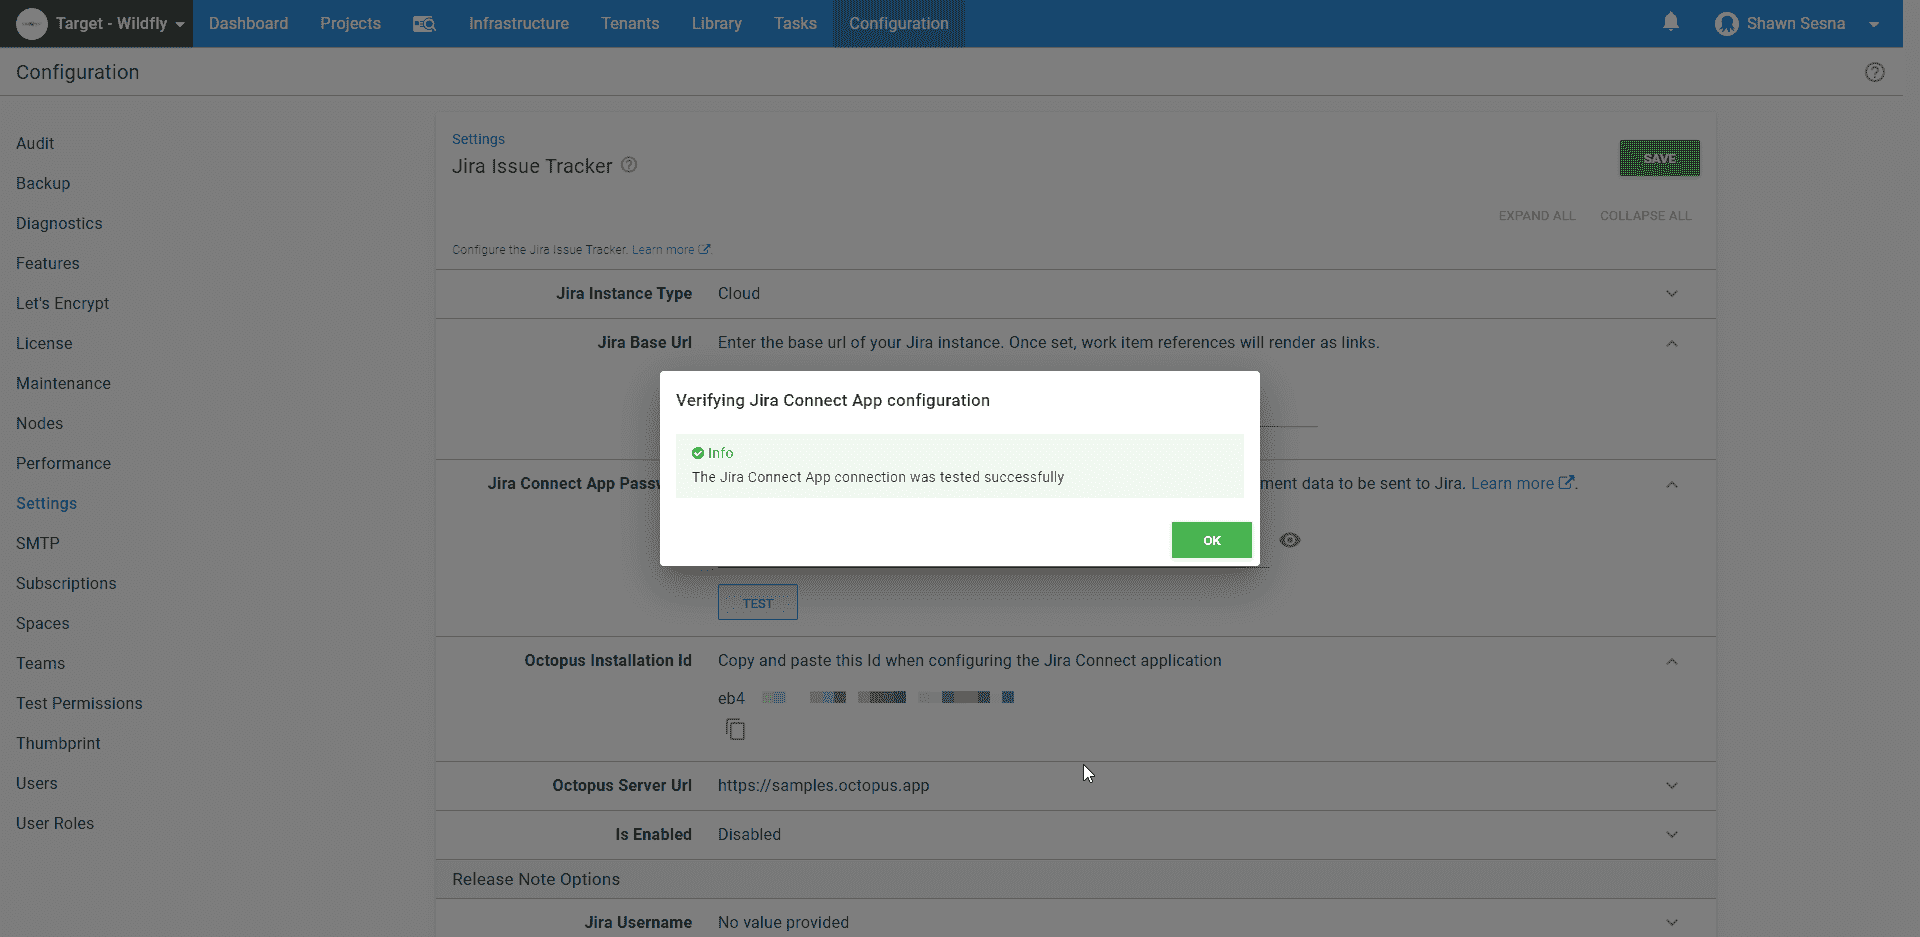 Target - Wildfly
Dashboard
Projects
Infrastructure
Tenants
Library
Tasks
Configuration
Shawn Sesna
Configuration
Audit
Backup
Diagnostics
Features
Let's Encrypt
License
Maintenance
Nodes
Performance
Settings
SMTP
Subscriptions
Spaces
Teams
Test Permissions
Thumbprint
Users
User Roles
Settings
Jira Issue Tracker
SAVE
EXPAND ALL
COLLAPSE ALL
Configure the Jira Issue Tracker. Learn more
Jira Instance Type
Cloud
Jira Base Url
Enter the base url of your Jira instance. Once set, work item references will render as links.
Verifying Jira Connect App configuration
Info
The Jira Connect App connection was tested successfully
OK
Jira Connect App
data to be sent to Jira. Learn more
TEST
Octopus Installation Id
Copy and paste this Id when configuring the Jira Connect application
eb4
Octopus Server Url
https://samples.octopus.app
Is Enabled
Disabled
Release Note Options
Jira Username
No value provided